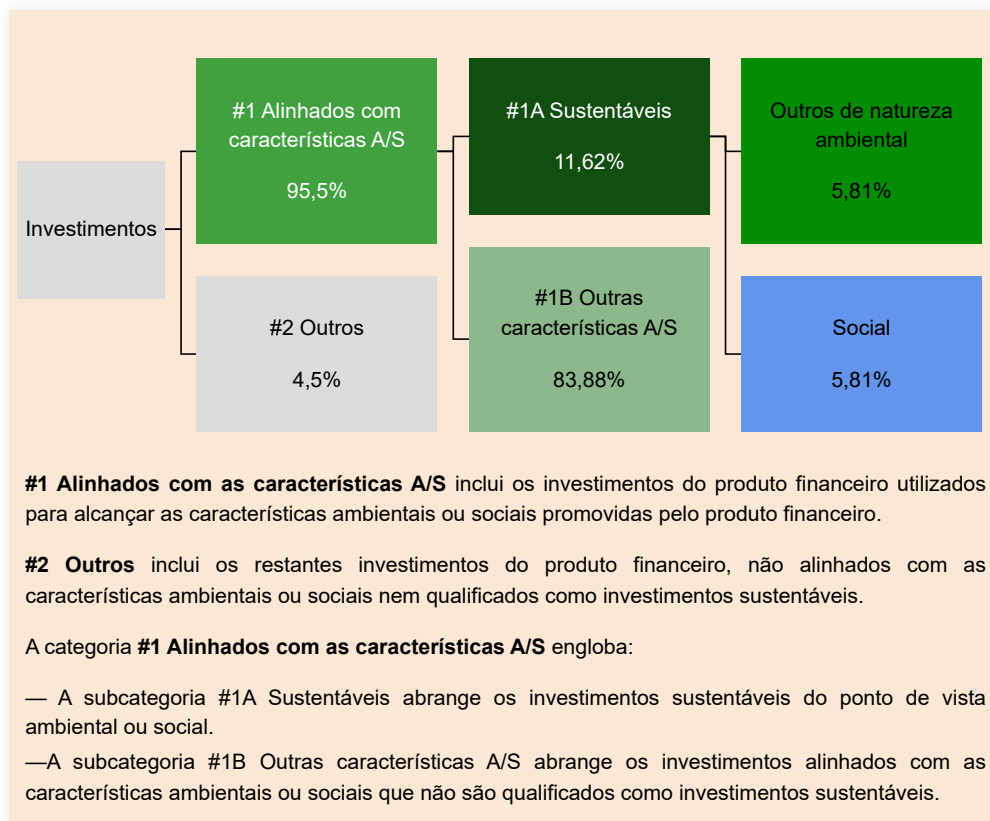 Investimentos
#1 Alinhados com
características A/S
95,5%
#2 Outros
4,5%
#1A Sustentáveis
11,62%
#1B Outras
características A/S
83,88%
Outros de natureza
ambiental
5,81%
Social
5,81%
#1 Alinhados com as características A/S inclui os investimentos do produto financeiro utilizados
para alcançar as características ambientais ou sociais promovidas pelo produto financeiro.
#2 Outros inclui os restantes investimentos do produto financeiro, não alinhados com as
características ambientais ou sociais nem qualificados como investimentos sustentáveis.
A categoria #1 Alinhados com as características A/S engloba:
— A subcategoria #1A Sustentáveis abrange os investimentos sustentáveis do ponto de vista
ambiental ou social.
—A subcategoria #1B Outras características A/S abrange os investimentos alinhados com as
características ambientais ou sociais que não são qualificados como investimentos sustentáveis.